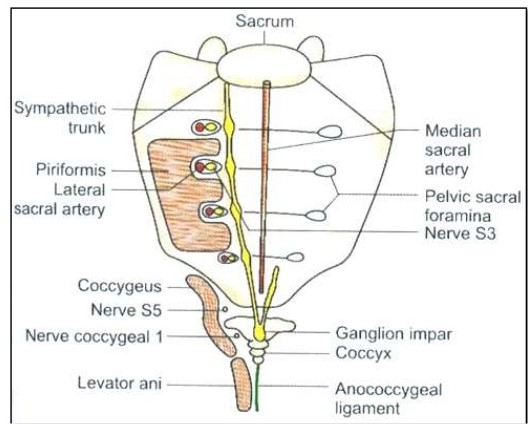 Sacrum
Sympathetic
trunk
Piriformis
Lateral
sacral artery
Coccygeus
Nerve S5
Nerve coccygeal 1
Levator ani
Median
sacral
artery
Pelvic sacral
foramina
Nerve S3
Ganglion impar
Coccyx
Anococcygeal
ligament